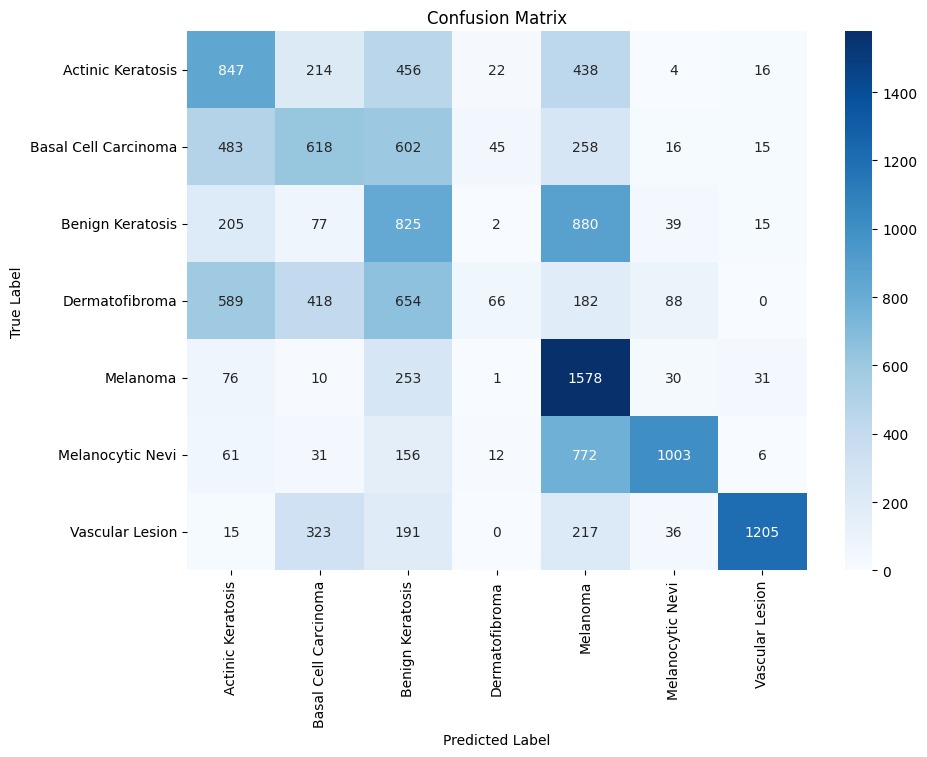 Confusion Matrix
Actinic Keratosis 847 214 456 22 438 4 16
Basal Cell Carcinoma 483 618 602 45 258 16 15
Benign Keratosis 205 77 825 2 880 39 15
Dermatofibroma 589 418 654 66 182 88 0
Melanoma 76 10 253 1 1578 30 31
Melanocytic Nevi 61 31 156 12 772 1003 6
Vascular Lesion 15 323 191 0 217 36 1205
True Label
Actinic Keratosis
Basal Cell Carcinoma
Benign Keratosis
Dermatofibroma
Melanoma
Melanocytic Nevi
Vascular Lesion
Predicted Label
1400
1200
1000
800
600
400
200
0